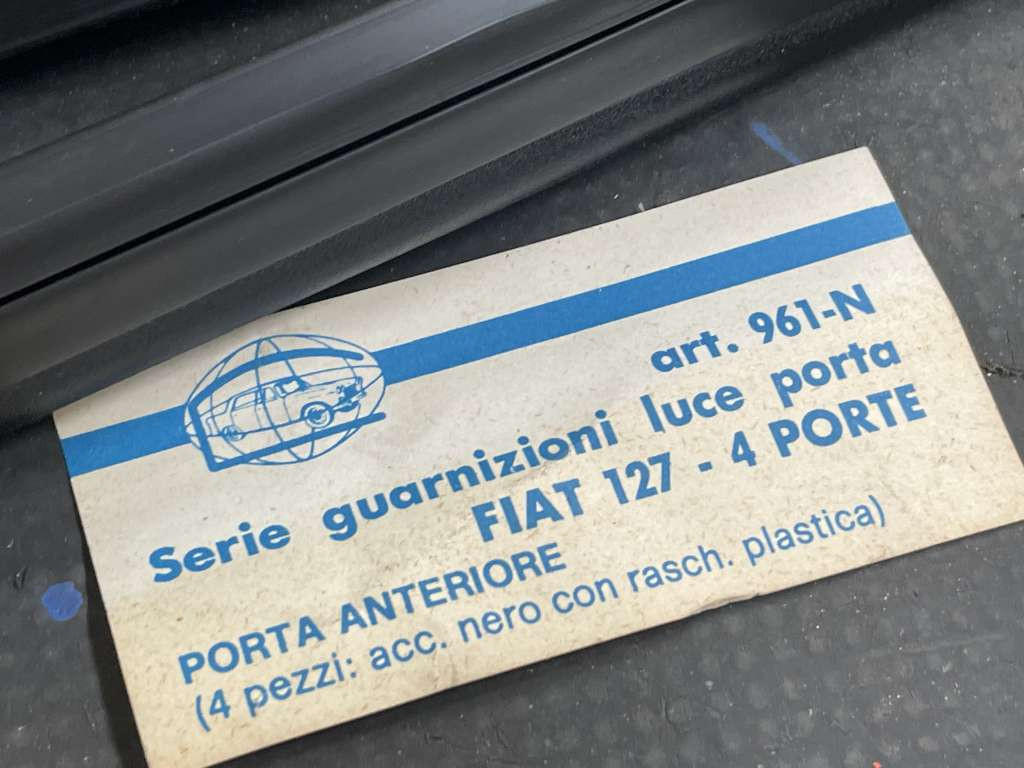 art. 961-N
Serie guarnizioni luce porta
FIAT 127 - 4 PORTE
PORTA ANTERIORE
(4 pezzi: acc. nero con rasch. plastica)